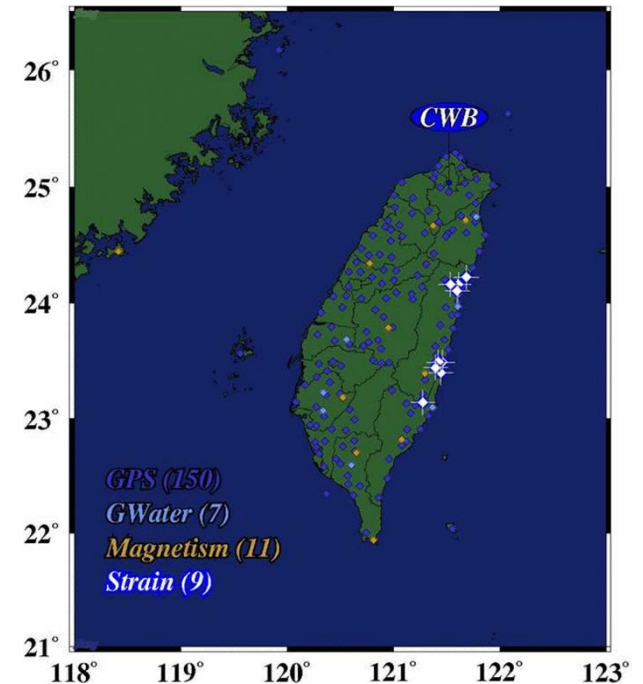 26°
CWB
25°
24°
23°
GPS (150)
GWater (7)
22°
Magnetism (11)
Strain (9)
21°
118° 119° 120° 121° 122° 123°